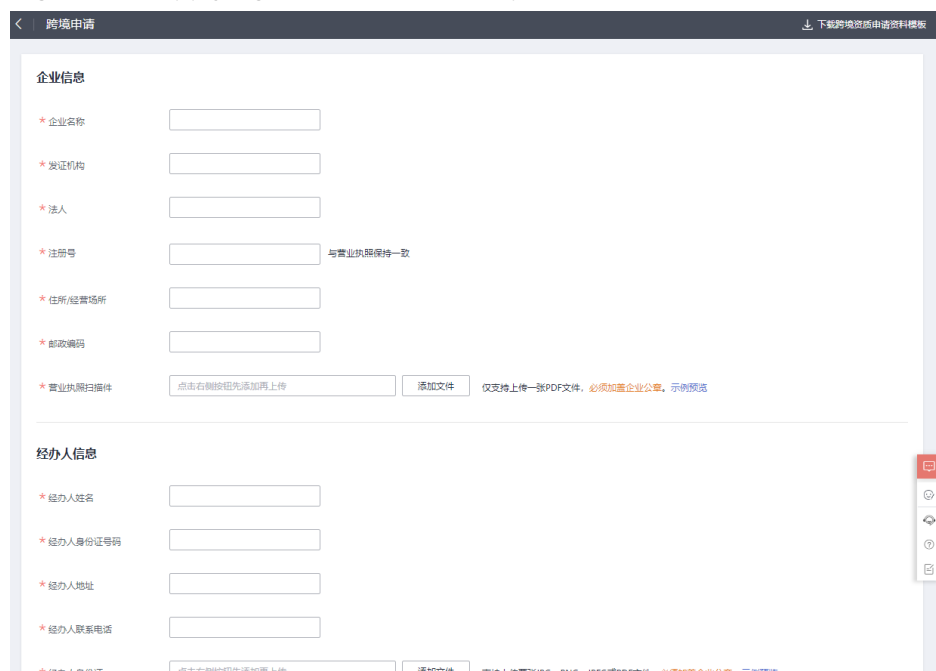 跨境申请 下载跨境资质申请资料模板
企业信息
* 企业名称
* 发证机构
* 法人
* 注册号 与营业执照保持一致
* 住所/经营场所
* 邮政编码
* 营业执照扫描件 点击右侧按钮先添加再上传 添加文件 仅支持上传一张PDF文件，必须加盖企业公章。示例预览
经办人信息
* 经办人姓名
* 经办人身份证号码
* 经办人地址
* 经办人联系电话